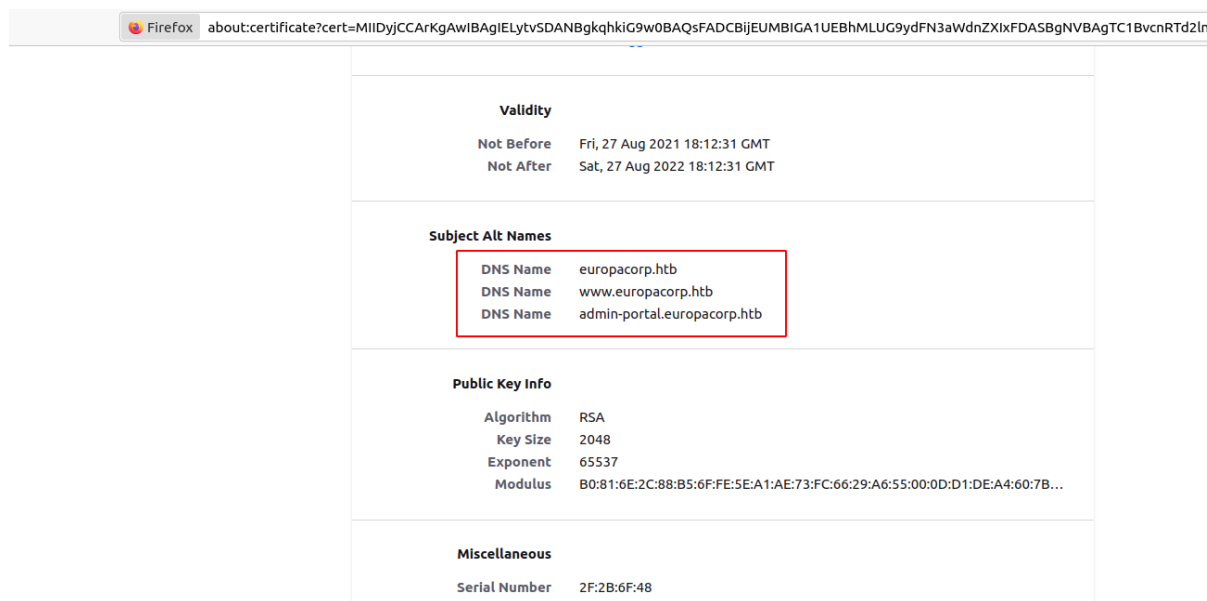 Firefox about:certificate?cert=MIIDyjCCArKgAwIBAgIELytvSDANBgkqhkiG9w0BAQsFADCBijEUMBIGA1UEBhMLUG9ydFN3aWdnZXIxFDASBgNVBAgTC1BvcnRTd2ln
Validity
Not Before Fri, 27 Aug 2021 18:12:31 GMT
Not After Sat, 27 Aug 2022 18:12:31 GMT
Subject Alt Names
DNS Name europacorp.htb
DNS Name www.europacorp.htb
DNS Name admin-portal.europacorp.htb
Public Key Info
Algorithm RSA
Key Size 2048
Exponent 65537
Modulus B0:81:6E:2C:88:B5:6F:FE:5E:A1:AE:73:FC:66:29:A6:55:00:0D:D1:DE:A4:60:7B…
Miscellaneous
Serial Number 2F:2B:6F:48